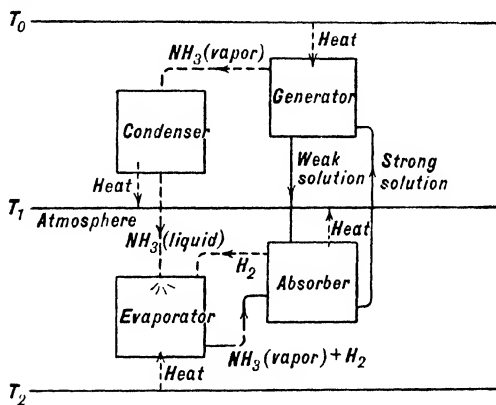 T₀
Heat
NH₃(vapor)
Generator
Condenser
Weak
solution
Strong
solution
Heat
T₁
Atmosphere
Heat
NH₃(liquid)
H₂
Absorber
Evaporator
NH₃(vapor)+H₂
Heat
T₂